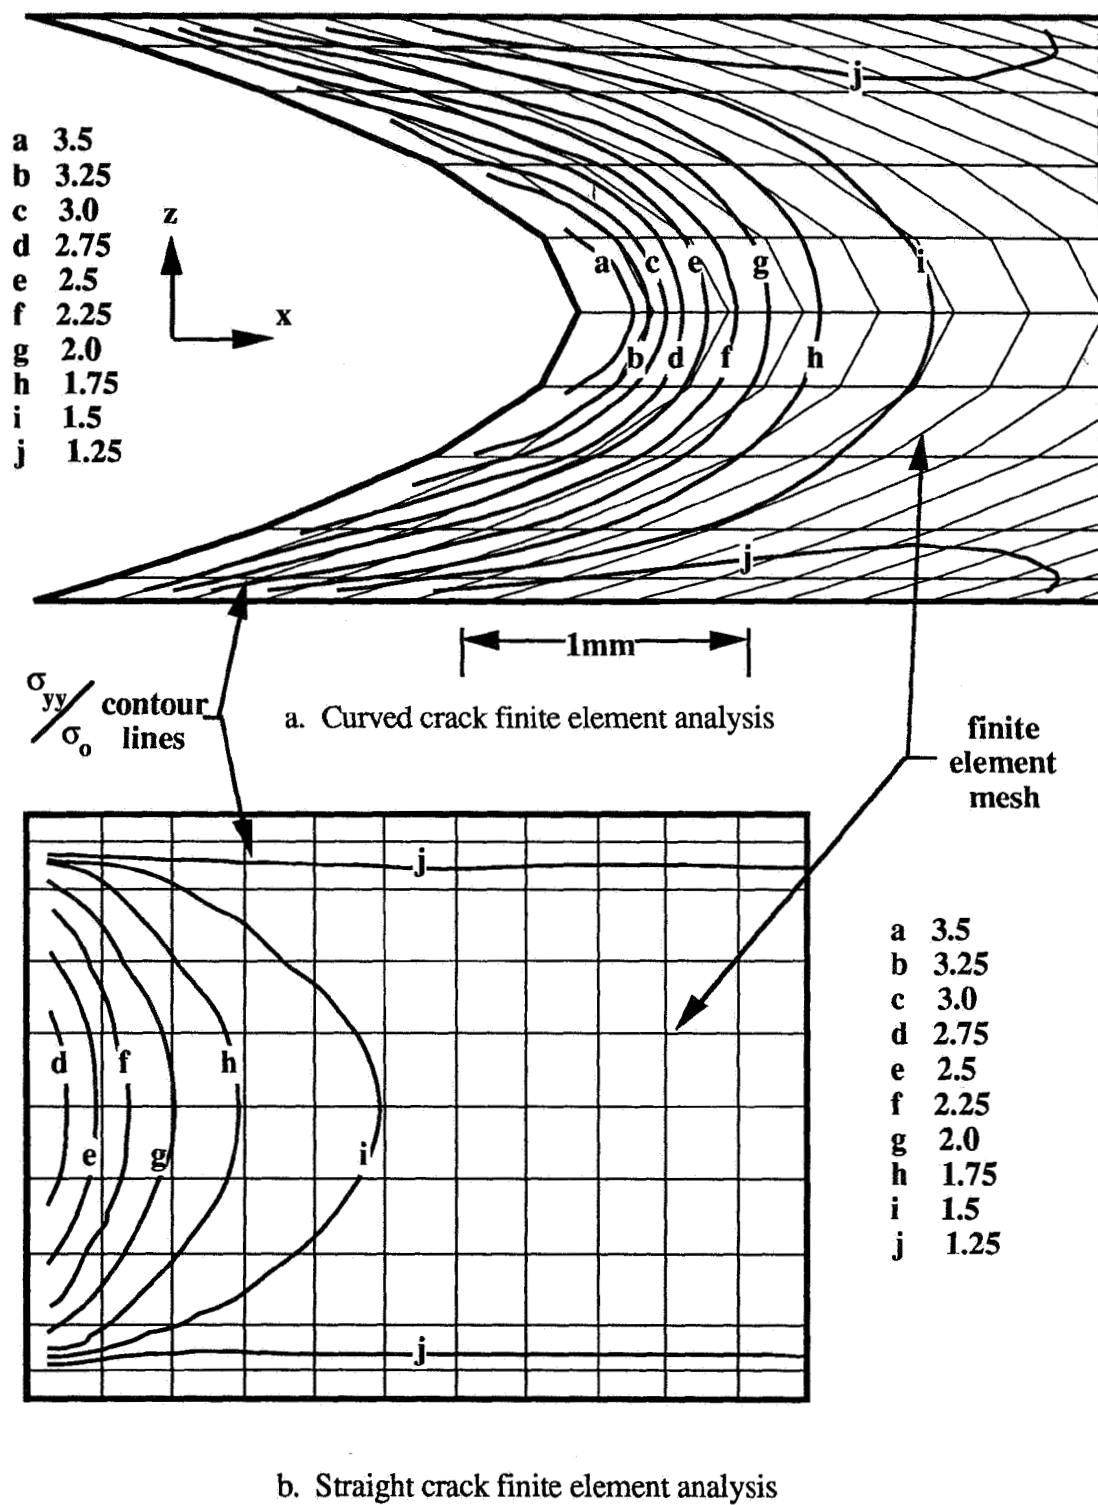 j
a 3.5
b 3.25
c 3.0
d 2.75
e 2.5
f 2.25
g 2.0
h 1.75
i 1.5
j 1.25
z
x
a c e g i
b d f h
j
1mm
σyy/σo contour lines
a. Curved crack finite element analysis
finite
element
mesh
j
a 3.5
b 3.25
c 3.0
d 2.75
e 2.5
f 2.25
g 2.0
h 1.75
i 1.5
j 1.25
d f h
e g i
j
b. Straight crack finite element analysis